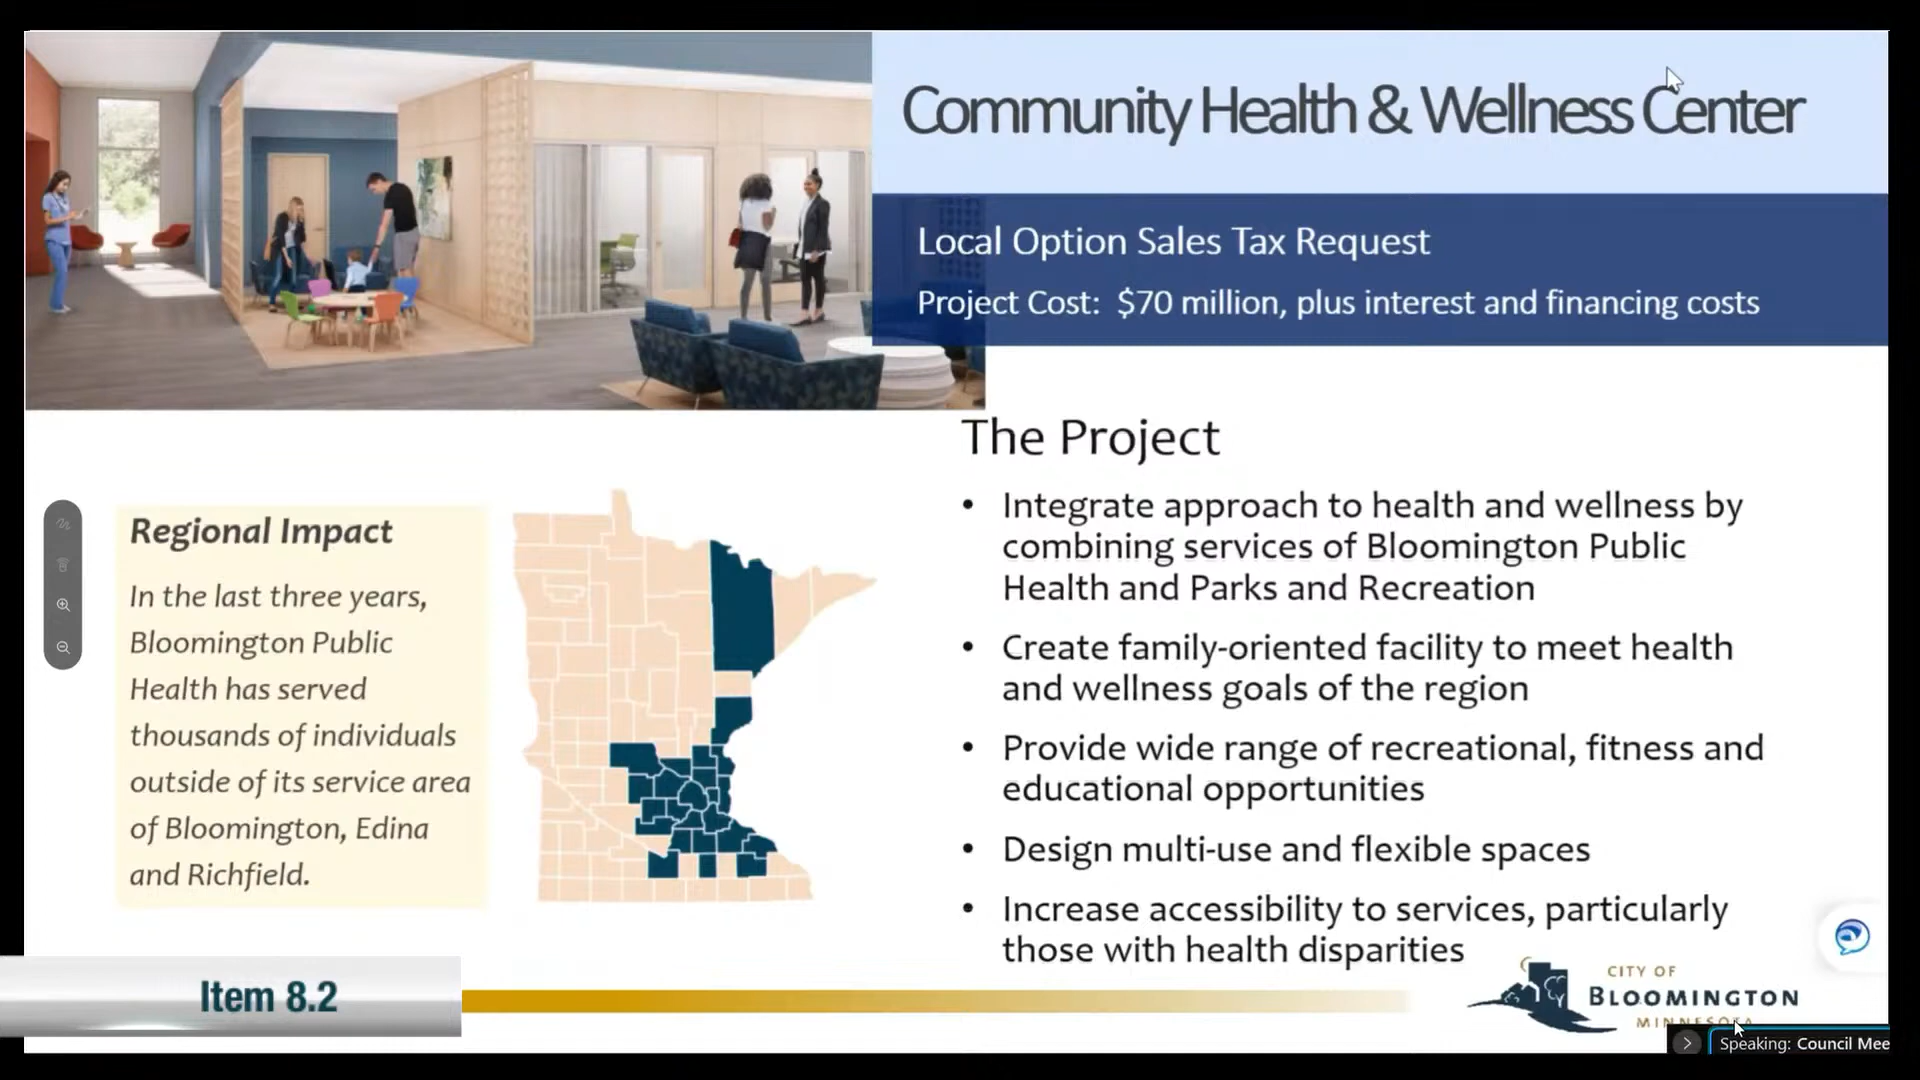 Community Health & Wellness Center
Local Option Sales Tax Request
Project Cost: $70 million, plus interest and financing costs
The Project
• Integrate approach to health and wellness by
combining services of Bloomington Public
Health and Parks and Recreation
• Create family-oriented facility to meet health
and wellness goals of the region
• Provide wide range of recreational, fitness and
educational opportunities
• Design multi-use and flexible spaces
• Increase accessibility to services, particularly
those with health disparities
Regional Impact
In the last three years,
Bloomington Public
Health has served
thousands of individuals
outside of its service area
of Bloomington, Edina
and Richfield.
Item 8.2
CITY OF
BLOOMINGTON
MINNESOTA
Speaking: Council Mee